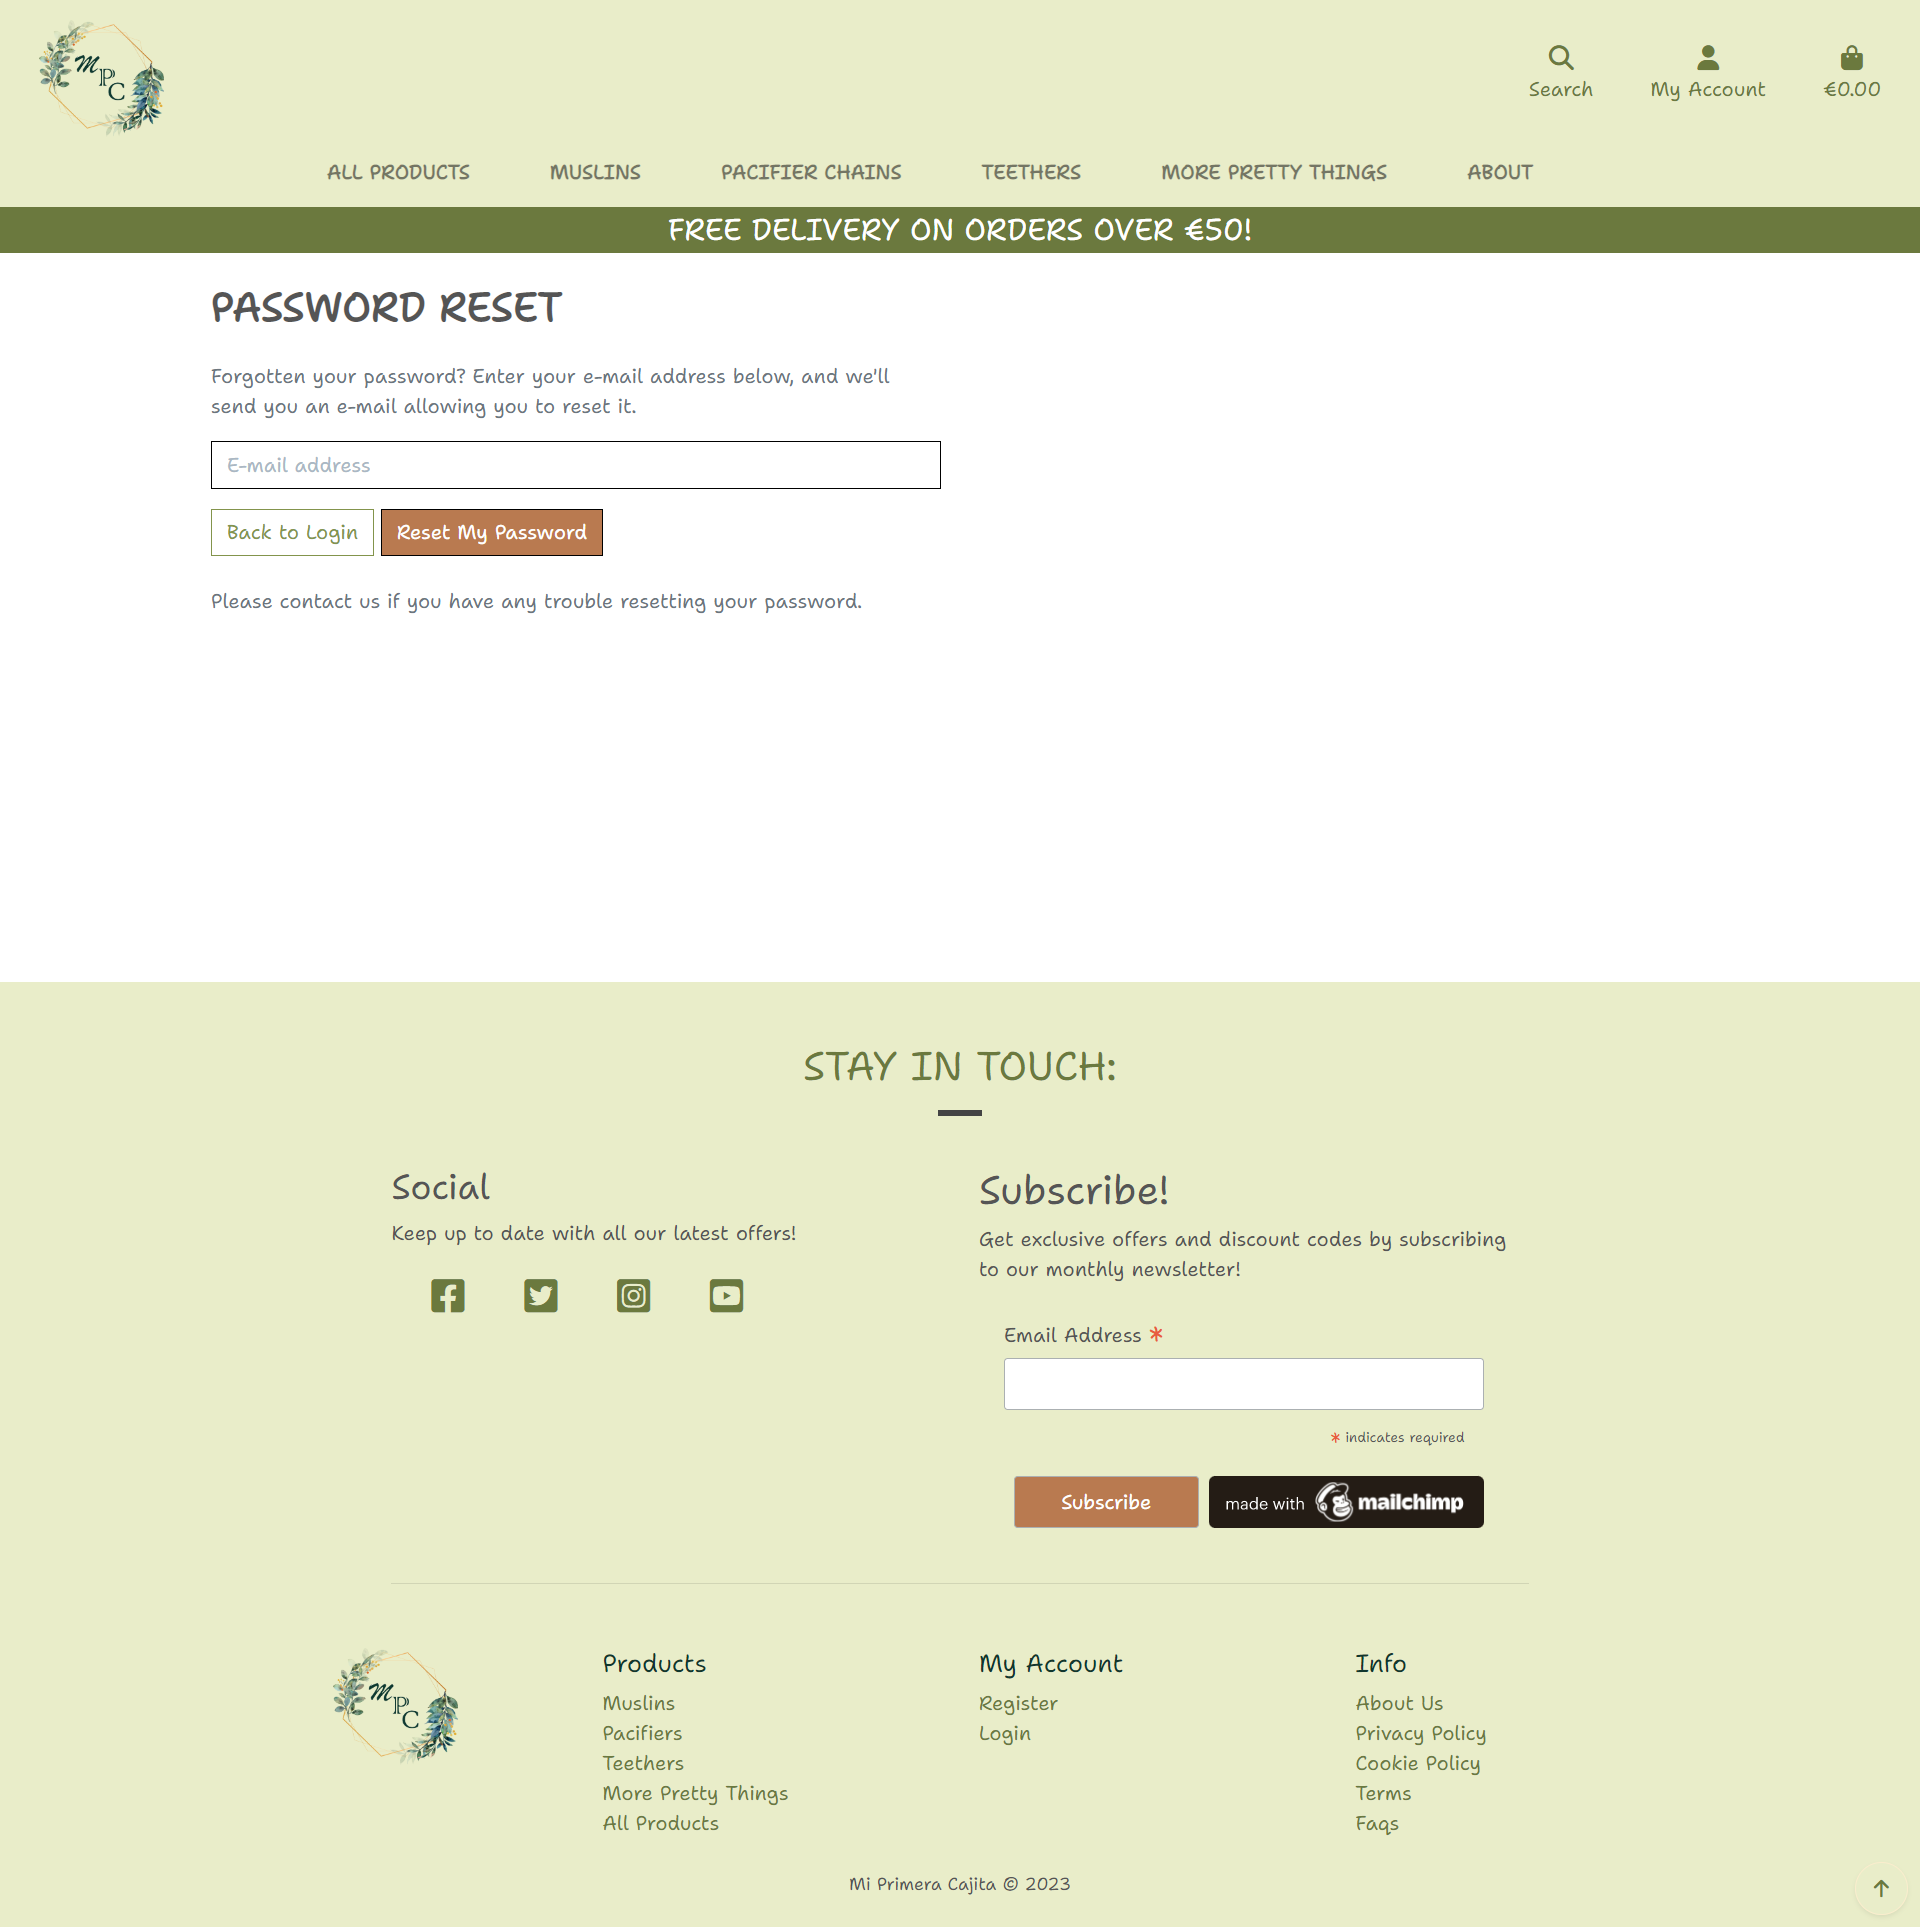 M
P
C
Search
My Account
€0.00
ALL PRODUCTS
MUSLINS
PACIFIER CHAINS
TEETHERS
MORE PRETTY THINGS
ABOUT
FREE DELIVERY ON ORDERS OVER €50!
PASSWORD RESET
Forgotten your password? Enter your e-mail address below, and we'll
send you an e-mail allowing you to reset it.
E-mail address
Back to Login
Reset My Password
Please contact us if you have any trouble resetting your password.
STAY IN TOUCH:
Social
Keep up to date with all our latest offers!
Subscribe!
Get exclusive offers and discount codes by subscribing
to our monthly newsletter!
Email Address *
* indicates required
Subscribe
made with mailchimp
M
P
C
Products
Muslins
Pacifiers
Teethers
More Pretty Things
All Products
My Account
Register
Login
Info
About Us
Privacy Policy
Cookie Policy
Terms
Faqs
Mi Primera Cajita © 2023